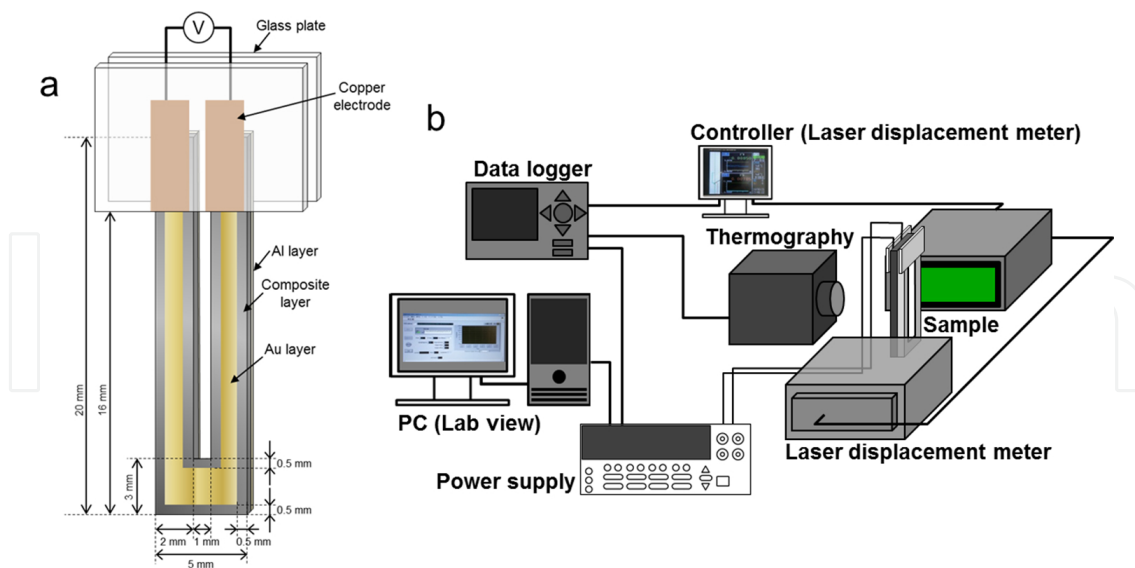 a
V
Glass plate
Copper
electrode
Al layer
Composite
layer
Au layer
20 mm
16 mm
3 mm
0.5 mm
0.5 mm
2 mm
1 mm
0.5 mm
5 mm
b
Controller (Laser displacement meter)
Data logger
Thermography
Sample
PC (Lab view)
Laser displacement meter
Power supply